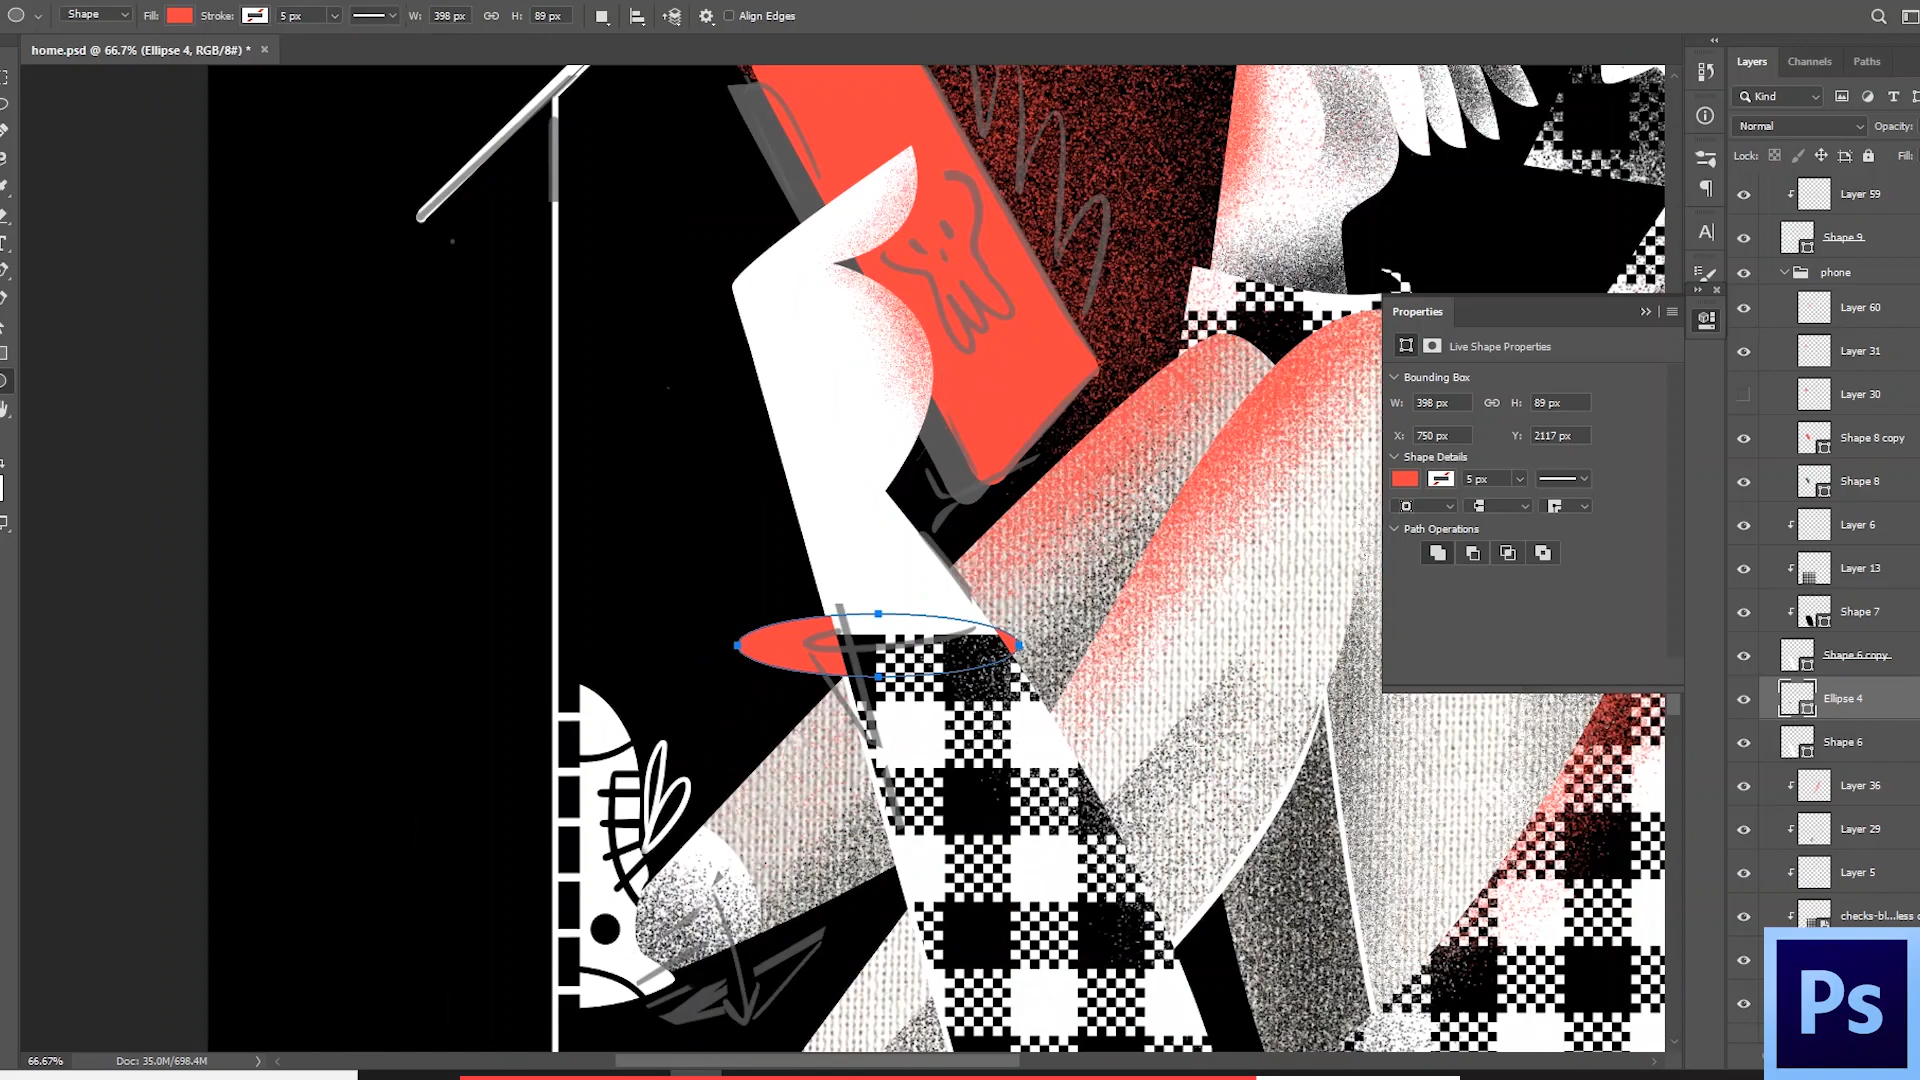 Shape Fill: Stroke: 5 px W: 398 px H: 89 px Align Edges
home.psd @ 66.7% (Ellipse 4, RGB/8#) * ×
Layers Channels Paths
Kind
Normal Opacity:
Lock: Fill:
Layer 59
Shape 9
phone
Layer 60
Layer 31
Layer 30
Shape 8 copy
Shape 8
Layer 6
Layer 13
Shape 7
Shape 6 copy
Ellipse 4
Shape 6
Layer 36
Layer 29
Layer 5
checks-bl...less c
Properties
Live Shape Properties
Bounding Box
W: 398 px H: 89 px
X: 750 px Y: 2117 px
Shape Details
5 px
Path Operations
66.67% Doc: 35.0M/698.4M
Ps